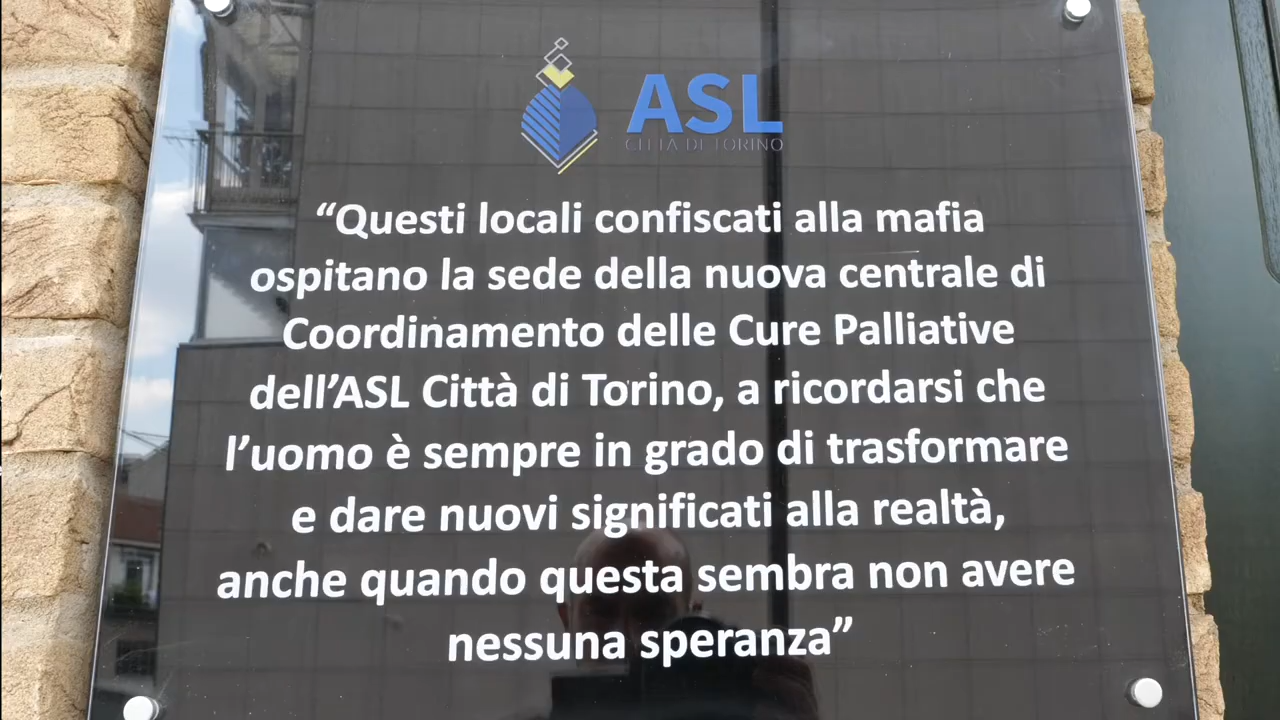 ASL
CITTÀ DI TORINO
“Questi locali confiscati alla mafia
ospitano la sede della nuova centrale di
Coordinamento delle Cure Palliative
dell’ASL Città di Torino, a ricordarsi che
l’uomo è sempre in grado di trasformare
e dare nuovi significati alla realtà,
anche quando questa sembra non avere
nessuna speranza”